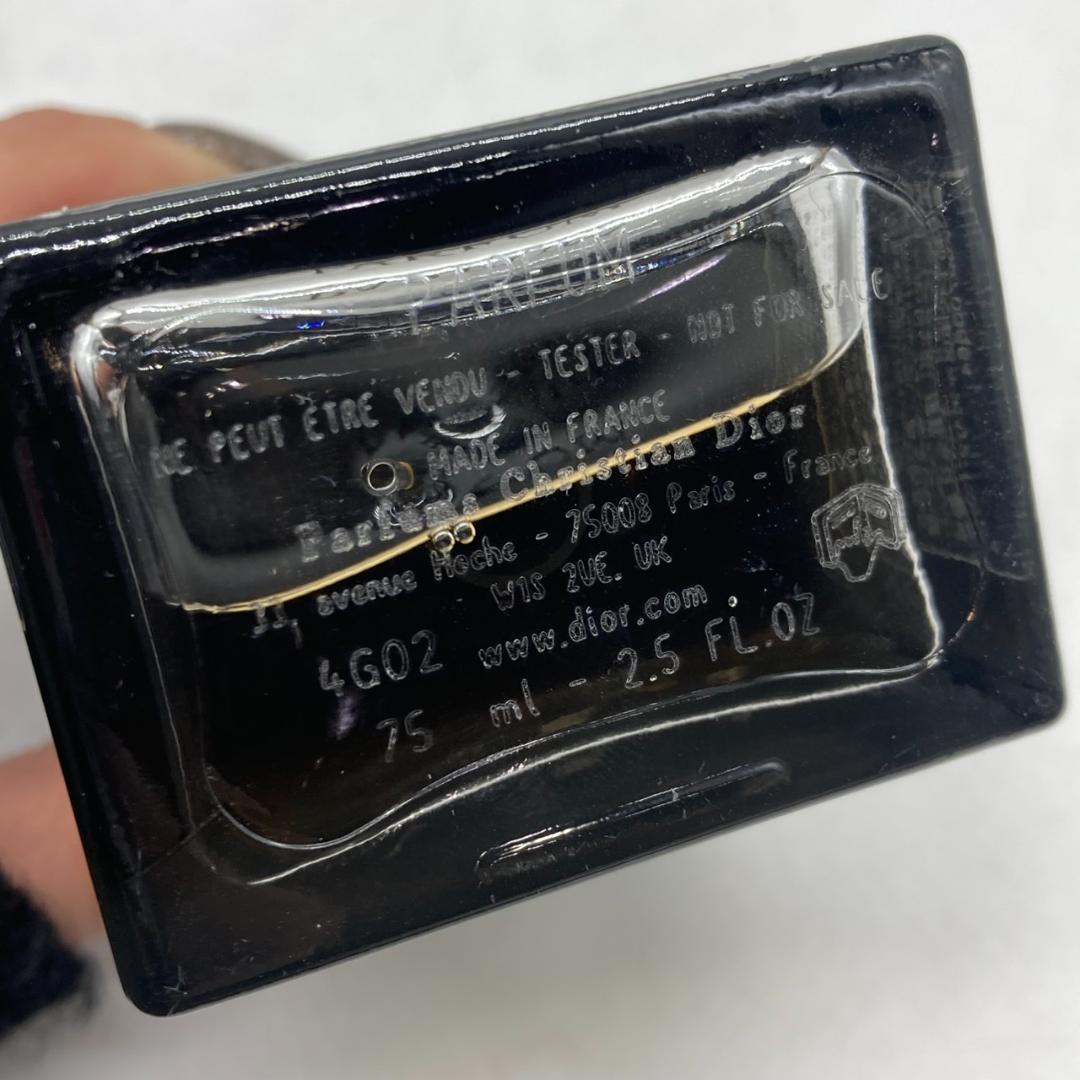 PARFUM
NE PEUT ÊTRE VENDU - TESTER - NOT FOR SALE
MADE IN FRANCE
Parfums Christian Dior
11, avenue Hoche - 75008 Paris - France
W1S 2UE. UK
4G02 www.dior.com
75 ml - 2.5 FL.OZ